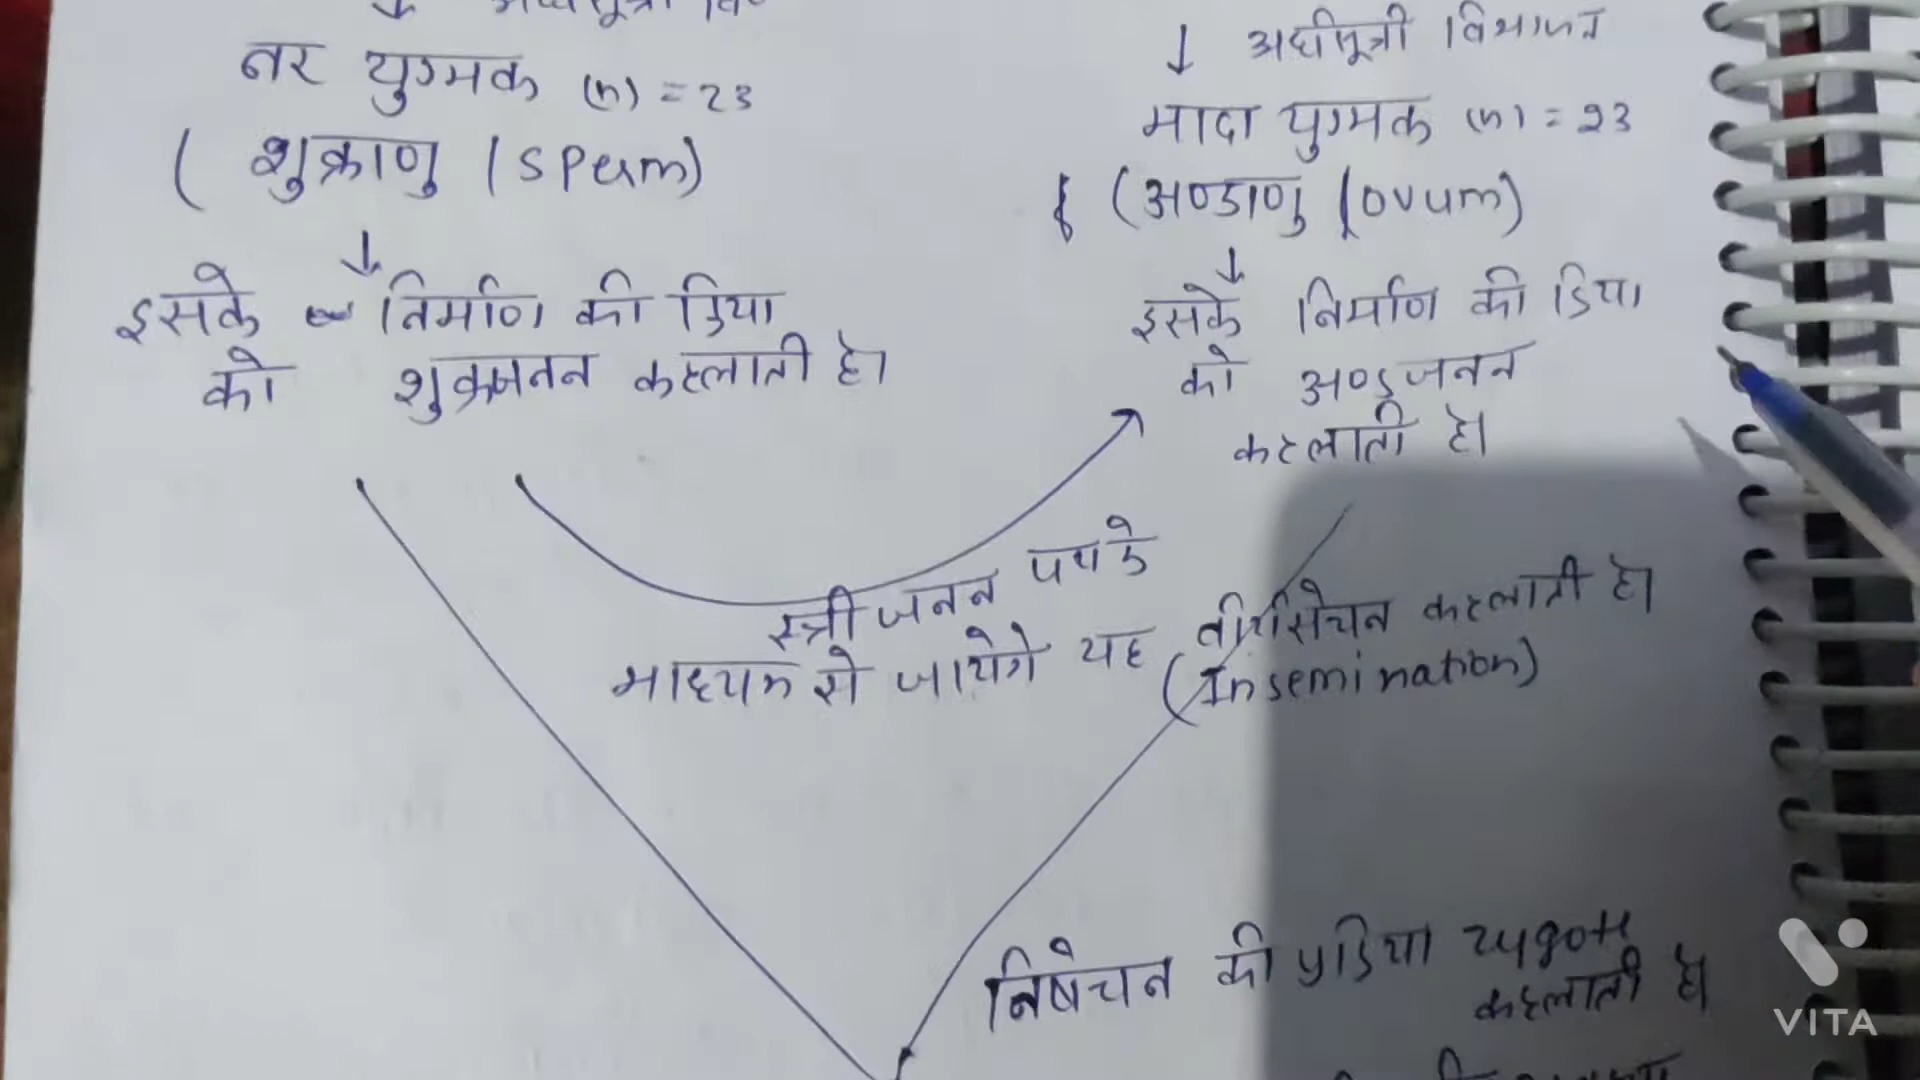 नर युग्मक (n) = 23
( शुक्राणु / Sperm)
इसके निर्माण की क्रिया
को शुक्रजनन कहलाती है।
↓ अर्धसूत्री विभाजन
मादा युग्मक (n) = 23
(अण्डाणु / Ovum)
इसके निर्माण की क्रिया
को अण्डजनन
कहलाती है।
स्त्री जनन पथ के
माध्यम से जायेगे यह वीर्यसेचन कहलाती है।
(Insemination)
निषेचन की प्रक्रिया zygote
कहलाती है।
VITA